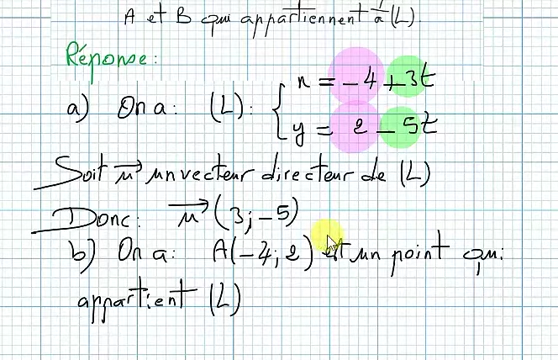 A et B qui appartiennent à (L).
Réponse:
a) On a: (L): { x = -4 + 3t
y = 2 - 5t
Soit u un vecteur directeur de (L)
Donc: u (3; -5)
b) On a: A(-4; 2) est un point qui
appartient (L)